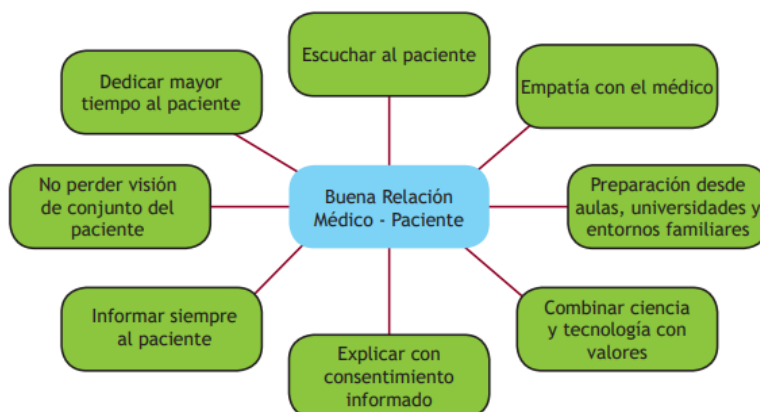 Escuchar al paciente
Dedicar mayor
tiempo al paciente
Empatía con el médico
No perder visión
de conjunto del
paciente
Buena Relación
Médico - Paciente
Preparación desde
aulas, universidades y
entornos familiares
Informar siempre
al paciente
Explicar con
consentimiento
informado
Combinar ciencia
y tecnología con
valores